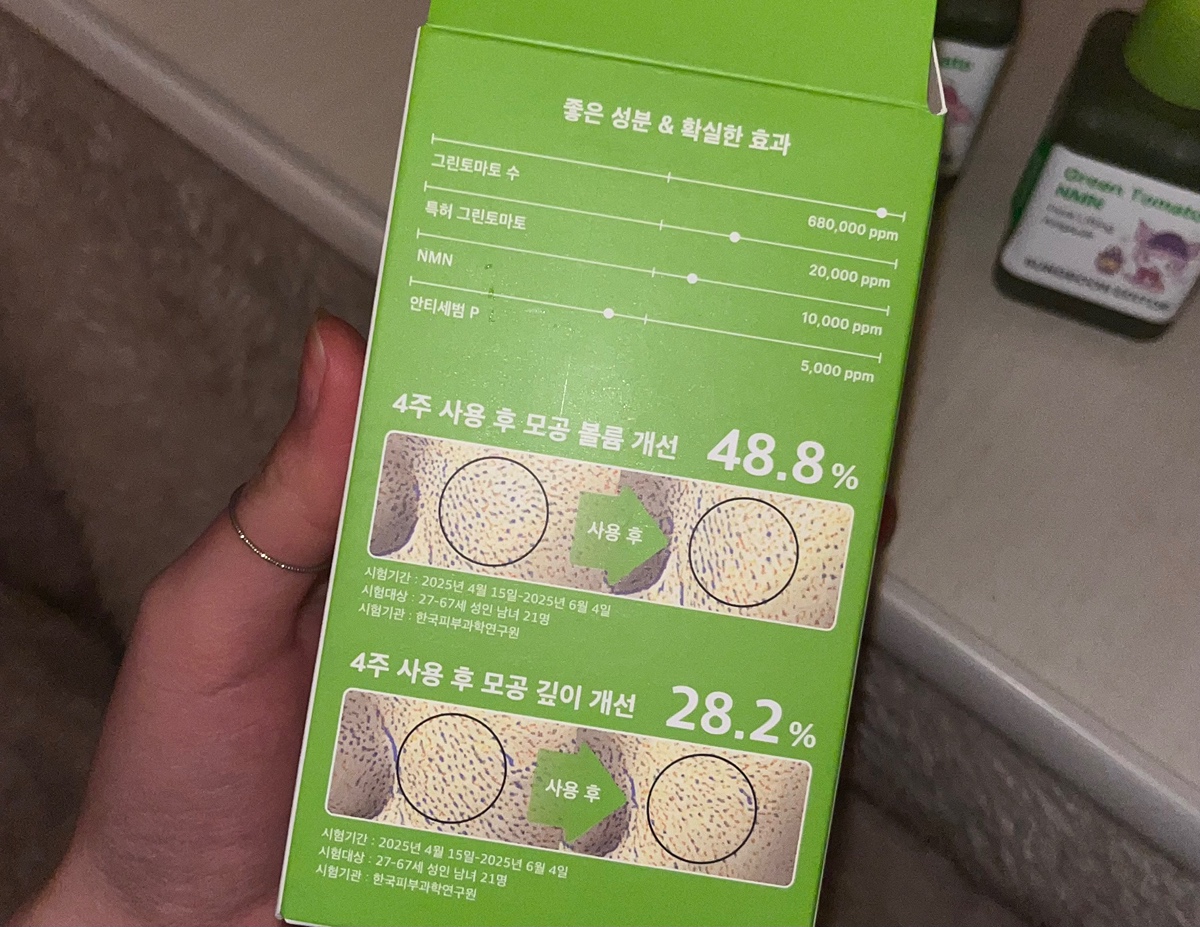 좋은 성분 & 확실한 효과
그린토마토 수
680,000 ppm
특허 그린토마토
20,000 ppm
NMN
10,000 ppm
안티세범 P
5,000 ppm
4주 사용 후 모공 볼륨 개선 48.8%
사용 후
시험기간 : 2025년 4월 15일-2025년 6월 4일
시험대상 : 27-67세 성인 남녀 21명
시험기관 : 한국피부과학연구원
4주 사용 후 모공 깊이 개선 28.2%
사용 후
시험기간 : 2025년 4월 15일-2025년 6월 4일
시험대상 : 27-67세 성인 남녀 21명
시험기관 : 한국피부과학연구원
Green Tomato
NMN